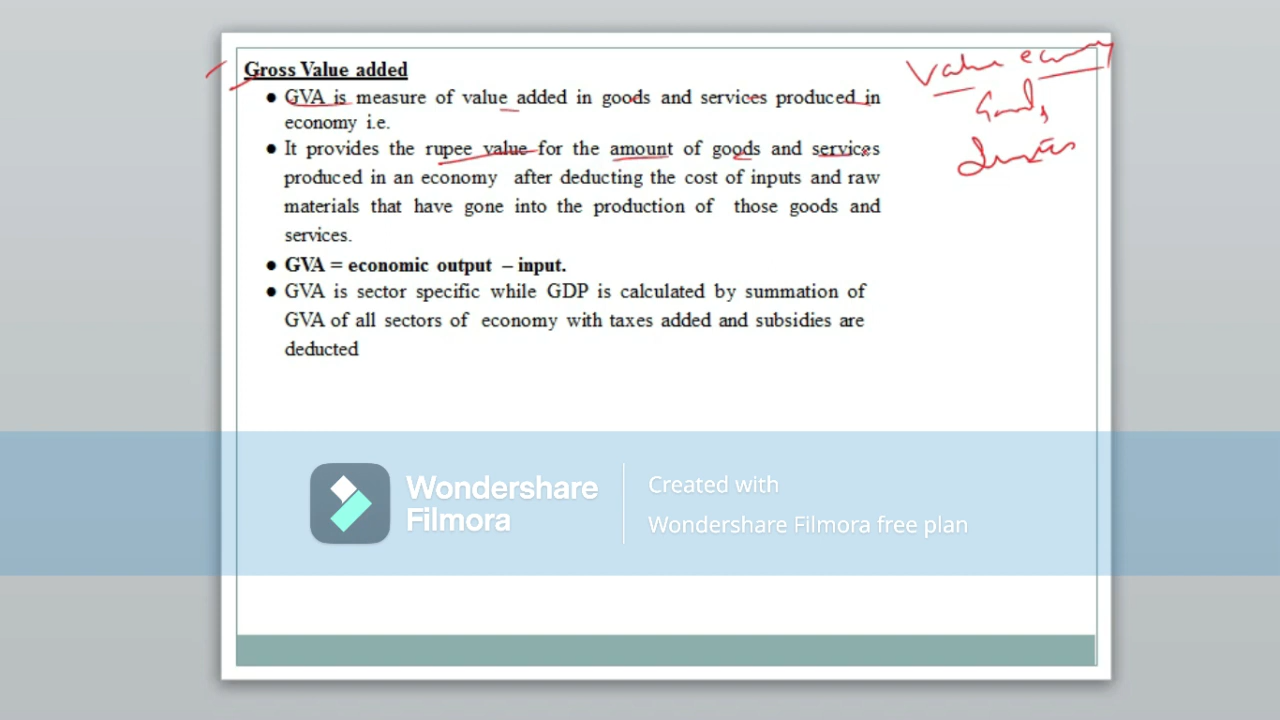 Gross Value added
● GVA is measure of value added in goods and services produced in
economy i.e.
● It provides the rupee value for the amount of goods and services
produced in an economy after deducting the cost of inputs and raw
materials that have gone into the production of those goods and
services.
● GVA = economic output – input.
● GVA is sector specific while GDP is calculated by summation of
GVA of all sectors of economy with taxes added and subsidies are
deducted
Value
Goods
Wondershare
Filmora
Created with
Wondershare Filmora free plan